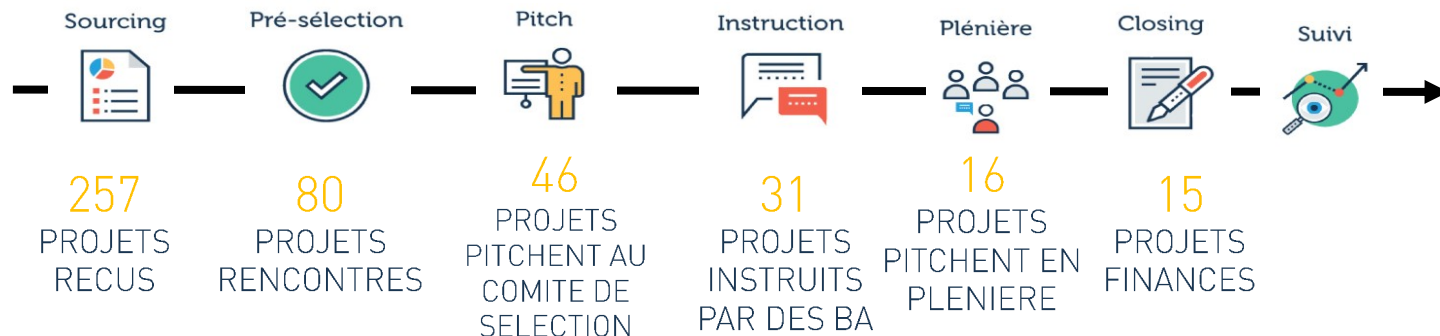 Sourcing
Pré-sélection
Pitch
Instruction
Plénière
Closing
Suivi
257
PROJETS
RECUS
80
PROJETS
RENCONTRES
46
PROJETS
PITCHENT AU
COMITE DE
SELECTION
31
PROJETS
INSTRUITS
PAR DES BA
16
PROJETS
PITCHENT EN
PLENIERE
15
PROJETS
FINANCES